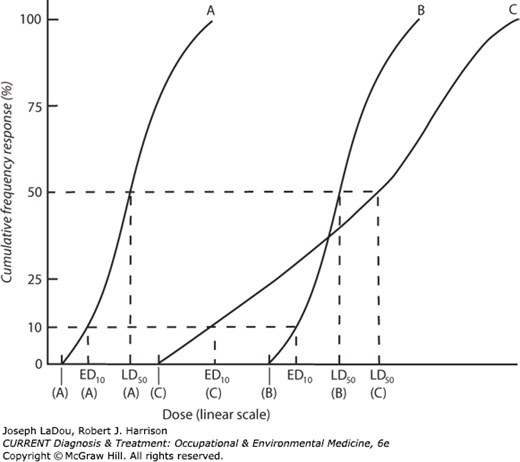 A
B
C
100
75
50
25
10
0
Cumulative frequency response (%)
(A)
ED10
(A)
LD50
(A)
(C)
ED10
(C)
(B)
ED10
LD50
(B)
LD50
(C)
Dose (linear scale)
Joseph LaDou, Robert J. Harrison
CURRENT Diagnosis & Treatment: Occupational & Environmental Medicine, 6e
Copyright © McGraw Hill. All rights reserved.